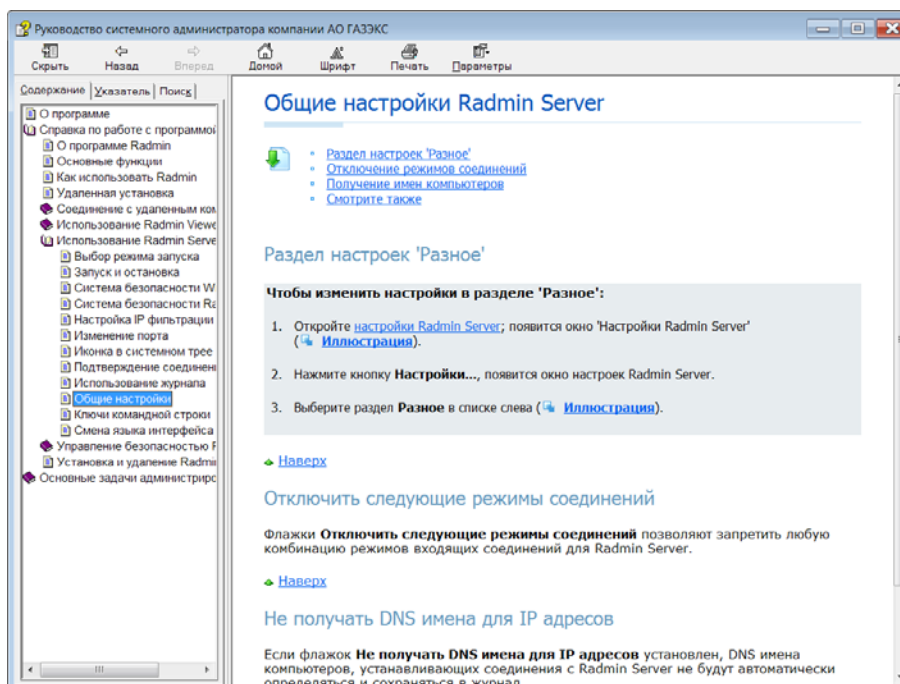 Руководство системного администратора компании АО ГАЗЭКС
Скрыть Назад Вперед Домой Шрифт Печать Параметры
Содержание Указатель Поиск
О программе
Справка по работе с программой
О программе Radmin
Основные функции
Как использовать Radmin
Удаленная установка
Соединение с удаленным ком
Использование Radmin Viewe
Использование Radmin Serve
Выбор режима запуска
Запуск и остановка
Система безопасности W
Система безопасности Ra
Настройка IP фильтрации
Изменение порта
Иконка в системном трее
Подтверждение соединени
Использование журнала
Общие настройки
Ключи командной строки
Смена языка интерфейса
Управление безопасностью R
Установка и удаление Radmi
Основные задачи администриро
Общие настройки Radmin Server
Раздел настроек 'Разное'
Отключение режимов соединений
Получение имен компьютеров
Смотрите также
Раздел настроек 'Разное'
Чтобы изменить настройки в разделе 'Разное':
1. Откройте настройки Radmin Server; появится окно 'Настройки Radmin Server'
(Иллюстрация).
2. Нажмите кнопку Настройки..., появится окно настроек Radmin Server.
3. Выберите раздел Разное в списке слева (Иллюстрация).
Наверх
Отключить следующие режимы соединений
Флажки Отключить следующие режимы соединений позволяют запретить любую
комбинацию режимов входящих соединений для Radmin Server.
Наверх
Не получать DNS имена для IP адресов
Если флажок Не получать DNS имена для IP адресов установлен, DNS имена
компьютеров, устанавливающих соединения с Radmin Server не будут автоматически
определяться и сохраняться в журнал.